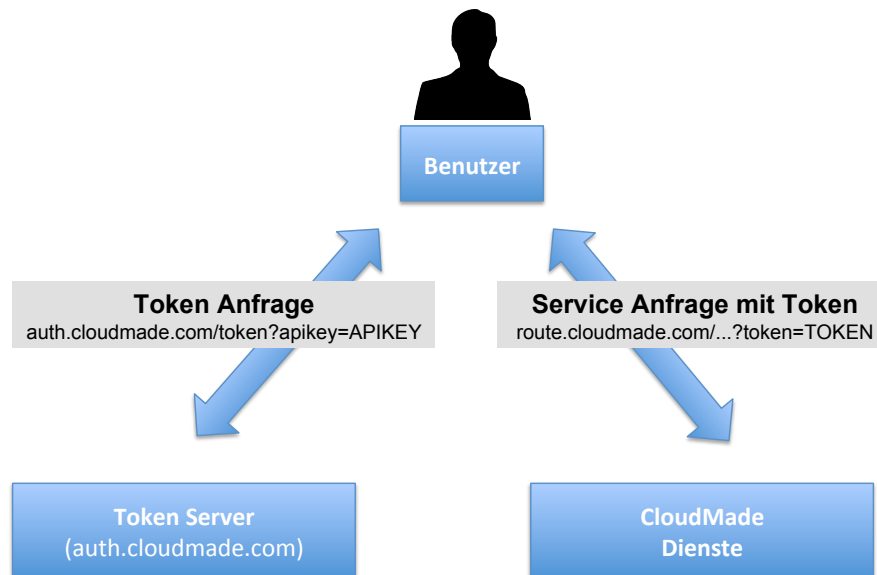 Benutzer
Token Anfrage
auth.cloudmade.com/token?apikey=APIKEY
Service Anfrage mit Token
route.cloudmade.com/...?token=TOKEN
Token Server
(auth.cloudmade.com)
CloudMade
Dienste